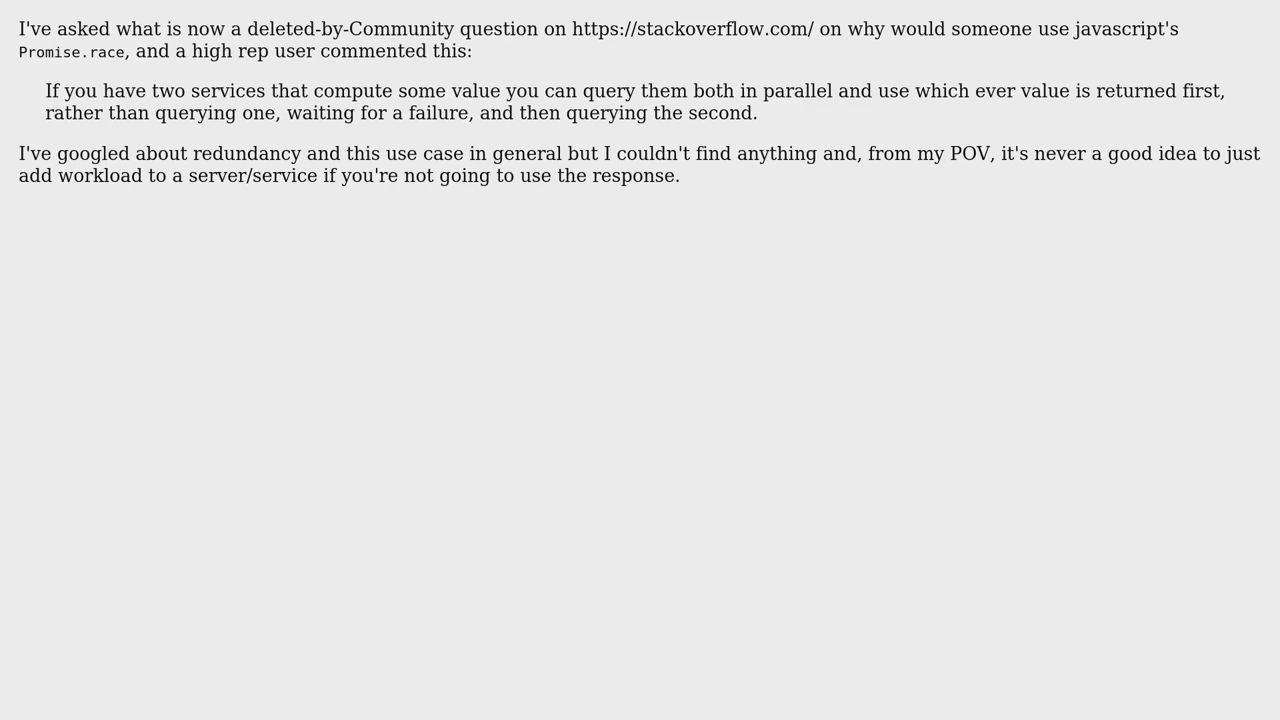 I've asked what is now a deleted-by-Community question on https://stackoverflow.com/ on why would someone use javascript's
Promise.race, and a high rep user commented this:
If you have two services that compute some value you can query them both in parallel and use which ever value is returned first,
rather than querying one, waiting for a failure, and then querying the second.
I've googled about redundancy and this use case in general but I couldn't find anything and, from my POV, it's never a good idea to just
add workload to a server/service if you're not going to use the response.